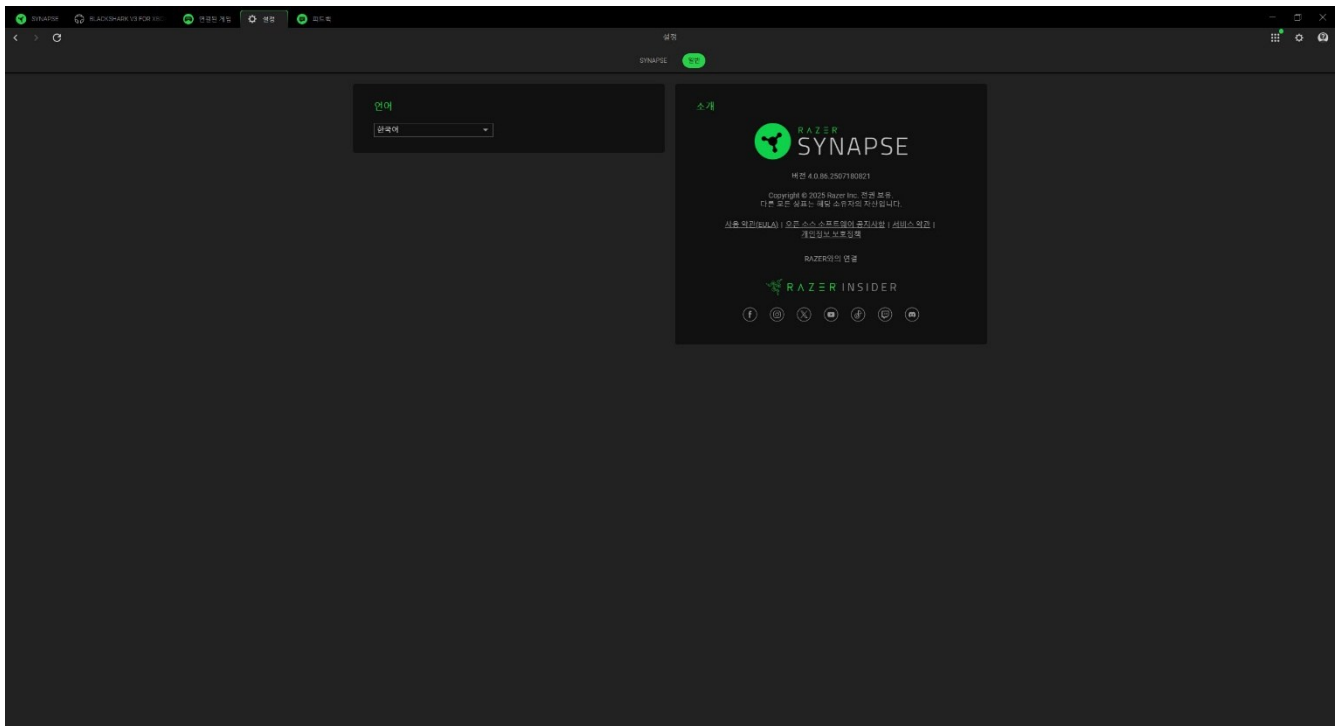 SYNAPSE
BLACKSHARK V3 FOR XBO
연결된 게임
설정
피드백
설정
SYNAPSE
일반
언어
한국어
소개
RAZER
SYNAPSE
버전 4.0.86.2507180821
Copyright © 2025 Razer Inc. 전권 보유.
다른 모든 상표는 해당 소유자의 자산입니다.
사용 약관(EULA) | 오픈 소스 소프트웨어 공지사항 | 서비스 약관 |
개인정보 보호정책
RAZER와의 연결
RAZER INSIDER